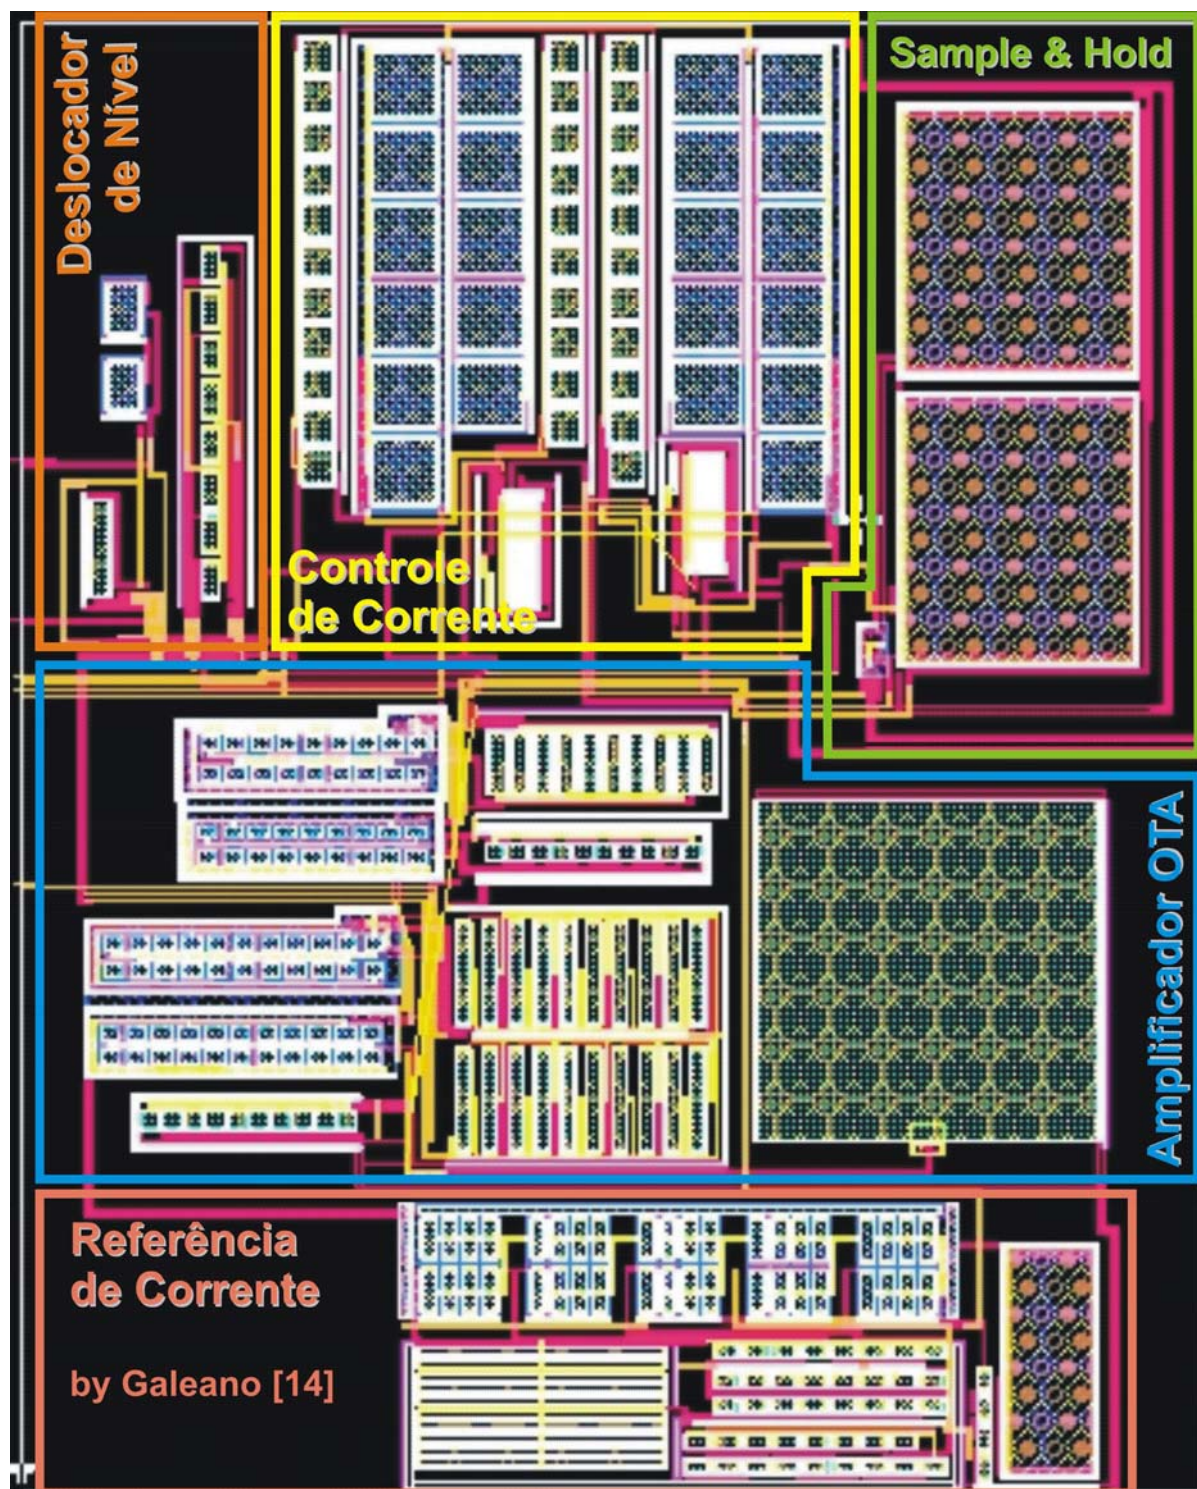 Deslocador
de Nível
Sample & Hold
Controle
de Corrente
Amplificador OTA
Referência
de Corrente
by Galeano [14]